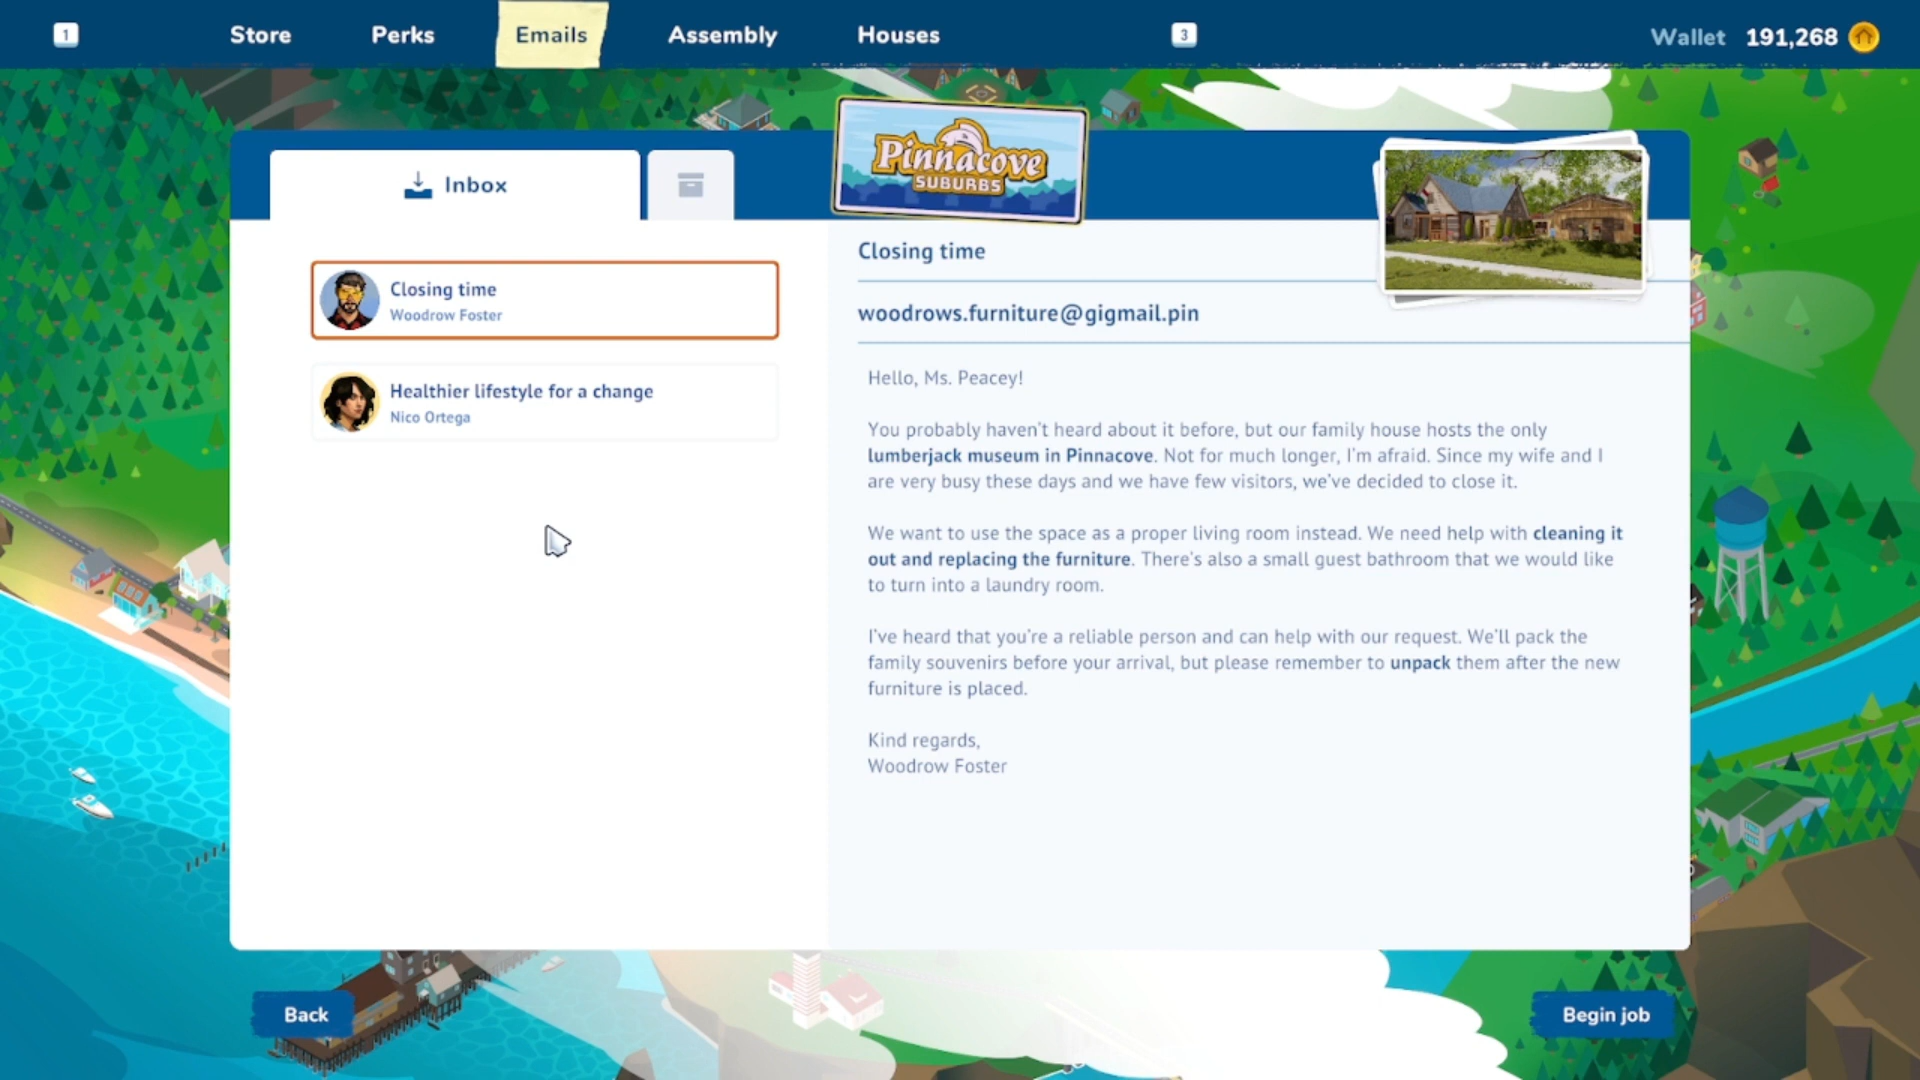 1
Store
Perks
Emails
Assembly
Houses
3
Wallet 191,268
Inbox
Pinnacove
SUBURBS
Closing time
Woodrow Foster
Healthier lifestyle for a change
Nico Ortega
Closing time
woodrows.furniture@gigmail.pin
Hello, Ms. Peacey!
You probably haven't heard about it before, but our family house hosts the only
lumberjack museum in Pinnacove. Not for much longer, I'm afraid. Since my wife and I
are very busy these days and we have few visitors, we've decided to close it.
We want to use the space as a proper living room instead. We need help with cleaning it
out and replacing the furniture. There's also a small guest bathroom that we would like
to turn into a laundry room.
I've heard that you're a reliable person and can help with our request. We'll pack the
family souvenirs before your arrival, but please remember to unpack them after the new
furniture is placed.
Kind regards,
Woodrow Foster
Back
Begin job